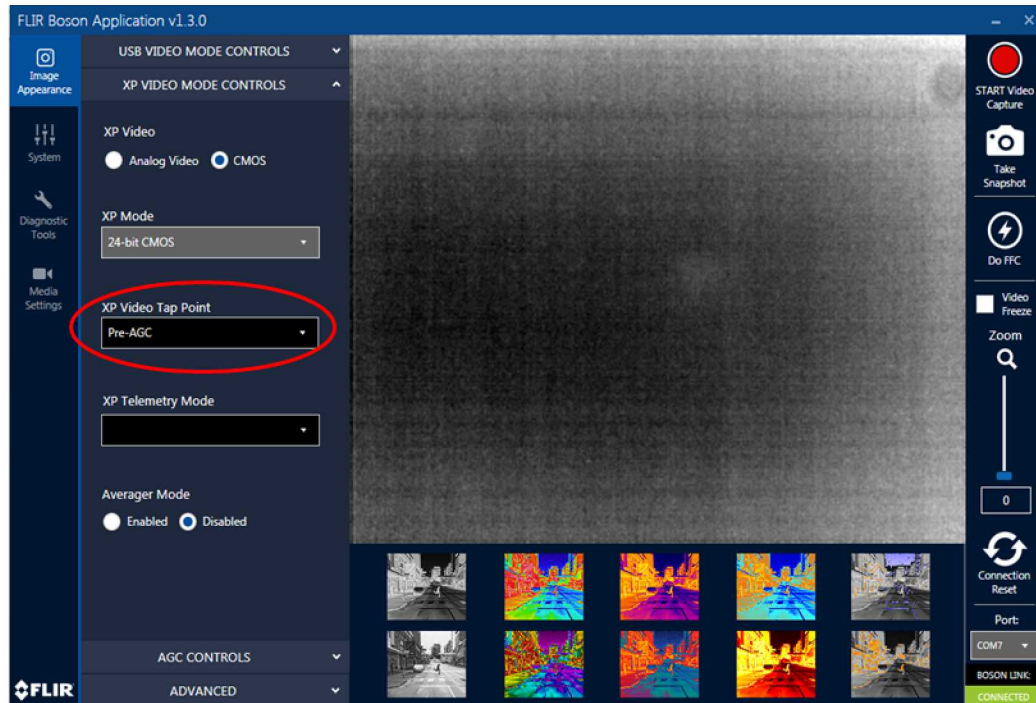 FLIR Boson Application v1.3.0
Image
Appearance
System
Diagnostic
Tools
Media
Settings
FLIR
USB VIDEO MODE CONTROLS
XP VIDEO MODE CONTROLS
XP Video
Analog Video
CMOS
XP Mode
24-bit CMOS
XP Video Tap Point
Pre-AGC
XP Telemetry Mode
Averager Mode
Enabled
Disabled
AGC CONTROLS
ADVANCED
START Video
Capture
Take
Snapshot
Do FFC
Video
Freeze
Zoom
0
Connection
Reset
Port:
COM7
BOSON LINK:
CONNECTED